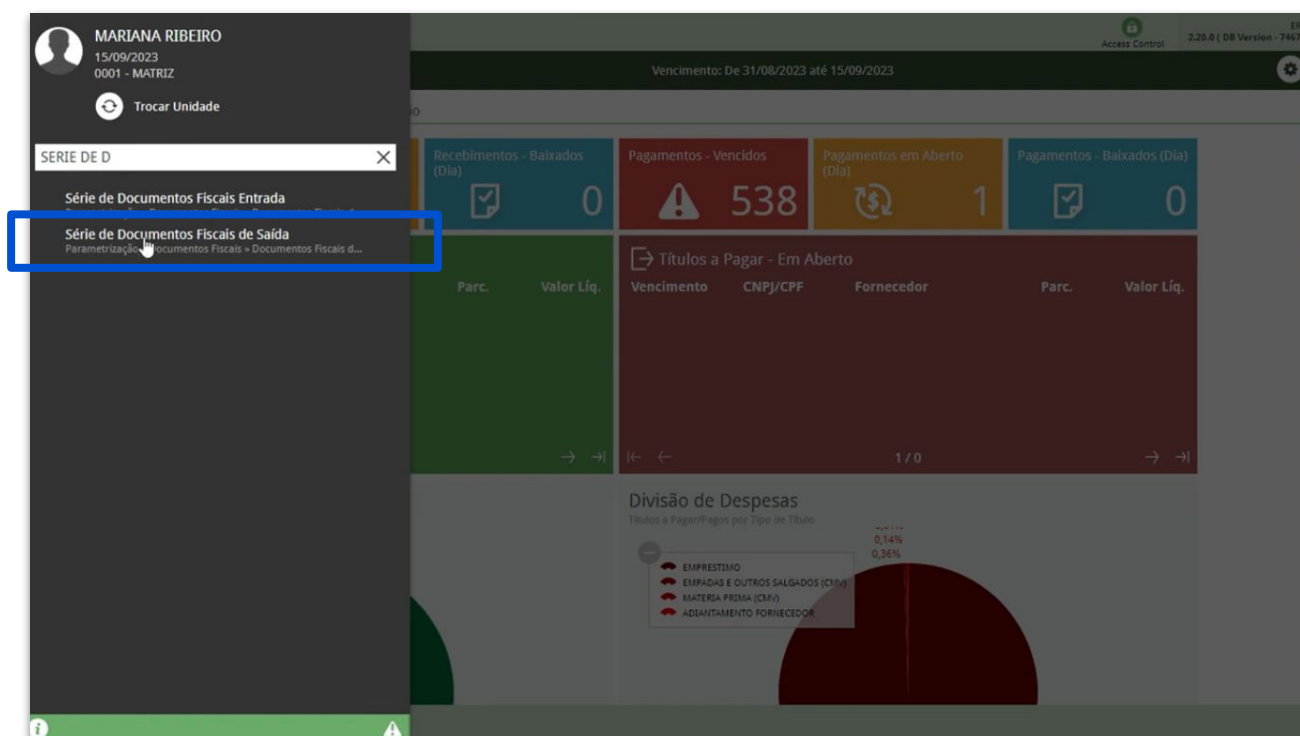 MARIANA RIBEIRO
15/09/2023
0001 - MATRIZ
Trocar Unidade
SERIE DE D
Série de Documentos Fiscais Entrada
Série de Documentos Fiscais de Saída
Parametrização » Documentos Fiscais » Documentos Fiscais d...
Access Control
2.20.0 ( DB Version - 7467
Vencimento: De 31/08/2023 até 15/09/2023
Recebimentos - Baixados
(Dia)
0
Pagamentos - Vencidos
538
Pagamentos em Aberto
(Dia)
1
Pagamentos - Baixados (Dia)
0
Parc. Valor Líq.
Títulos a Pagar - Em Aberto
Vencimento CNPJ/CPF Fornecedor Parc. Valor Líq.
1 / 0
Divisão de Despesas
Títulos a Pagar/Pagos por Tipo de Título
0,14%
0,36%
EMPRESTIMO
EMPADAS E OUTROS SALGADOS (CMV)
MATERIA PRIMA (CMV)
ADIANTAMENTO FORNECEDOR